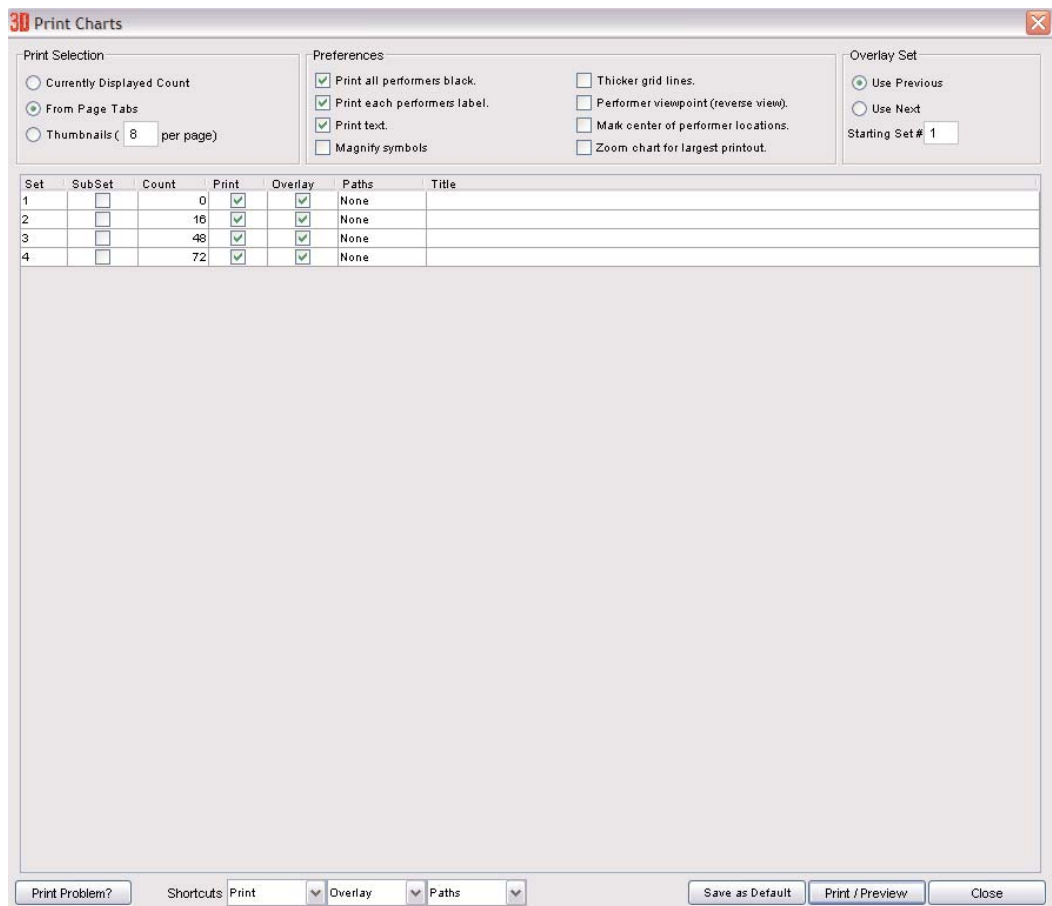 3D Print Charts
Print Selection
Currently Displayed Count
From Page Tabs
Thumbnails ( 8 per page)
Preferences
Print all performers black.
Print each performers label.
Print text.
Magnify symbols
Thicker grid lines.
Performer viewpoint (reverse view).
Mark center of performer locations.
Zoom chart for largest printout.
Overlay Set
Use Previous
Use Next
Starting Set # 1
Set SubSet Count Print Overlay Paths Title
1 0 None
2 16 None
3 48 None
4 72 None
Print Problem? Shortcuts Print Overlay Paths Save as Default Print / Preview Close